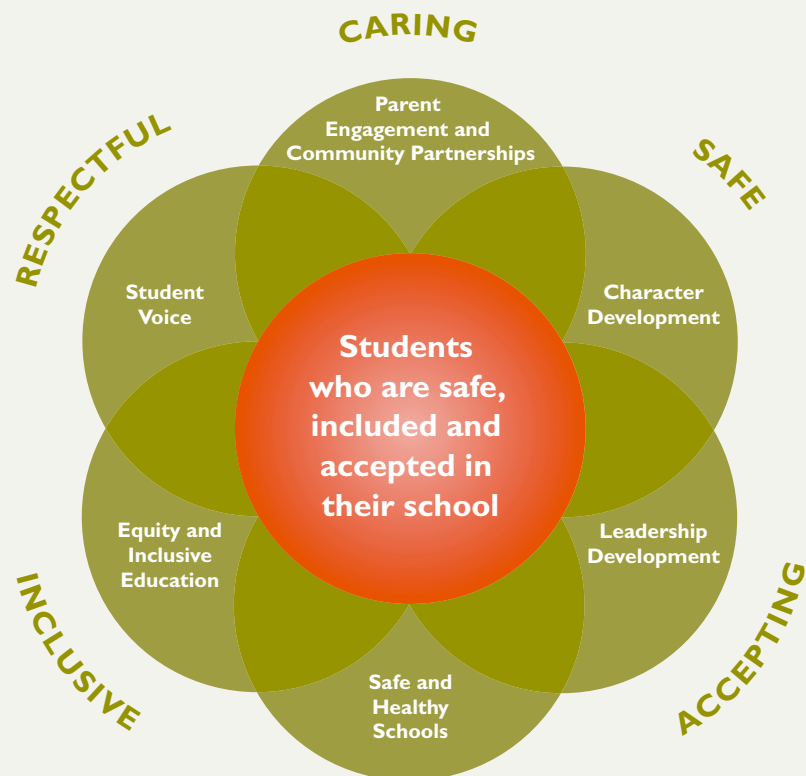 CARING
RESPECTFUL
SAFE
Parent
Engagement and
Community Partnerships
Student
Voice
Character
Development
Students
who are safe,
included and
accepted in
their school
Equity and
Inclusive
Education
Leadership
Development
Safe and
Healthy
Schools
INCLUSIVE
ACCEPTING